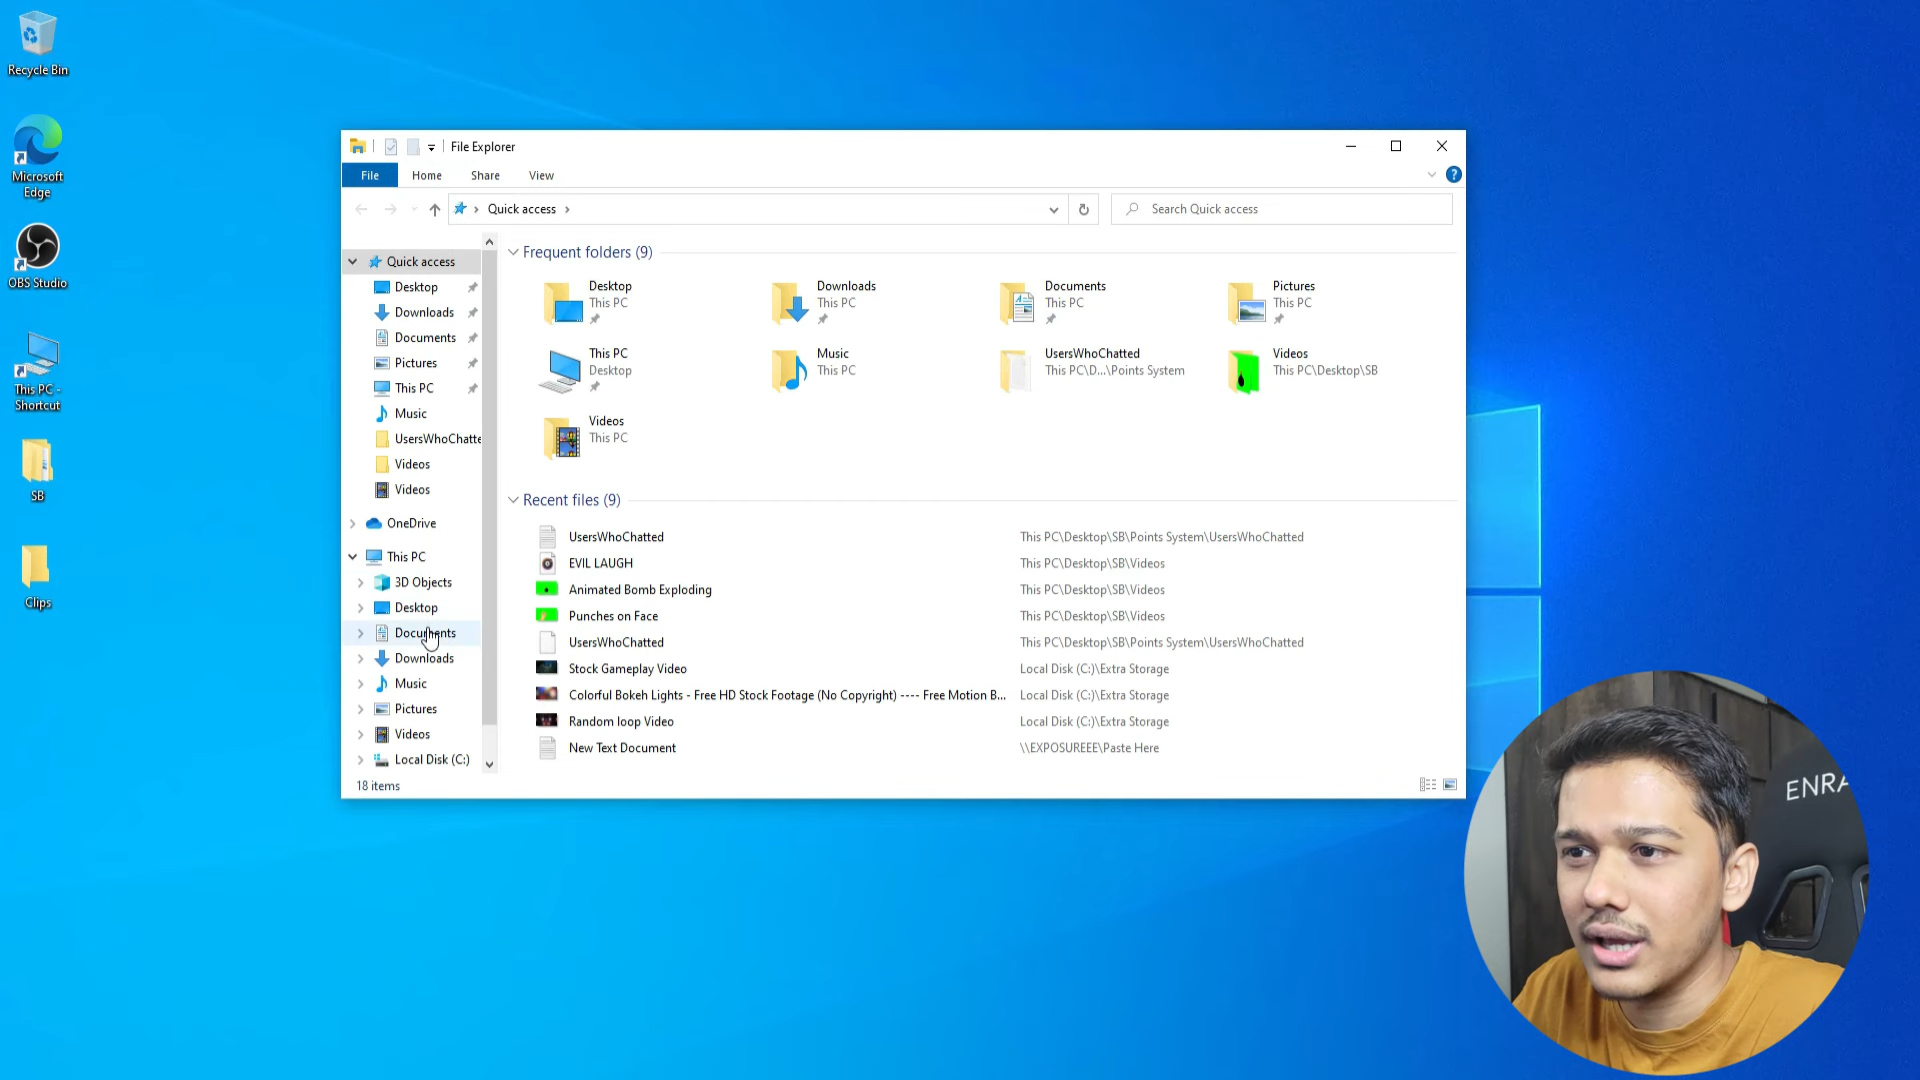 Recycle Bin
Microsoft
Edge
OBS Studio
This PC -
Shortcut
SB
Clips
File Explorer
File
Home
Share
View
Quick access
Search Quick access
Quick access
Desktop
Downloads
Documents
Pictures
This PC
Music
UsersWhoChatte
Videos
Videos
OneDrive
This PC
3D Objects
Desktop
Documents
Downloads
Music
Pictures
Videos
Local Disk (C:)
Frequent folders (9)
Desktop
This PC
Downloads
This PC
Documents
This PC
Pictures
This PC
This PC
Desktop
Music
This PC
UsersWhoChatted
This PC\D...\Points System
Videos
This PC\Desktop\SB
Videos
This PC
Recent files (9)
UsersWhoChatted This PC\Desktop\SB\Points System\UsersWhoChatted
EVIL LAUGH This PC\Desktop\SB\Videos
Animated Bomb Exploding This PC\Desktop\SB\Videos
Punches on Face This PC\Desktop\SB\Videos
UsersWhoChatted This PC\Desktop\SB\Points System\UsersWhoChatted
Stock Gameplay Video Local Disk (C:)\Extra Storage
Colorful Bokeh Lights - Free HD Stock Footage (No Copyright) ---- Free Motion B... Local Disk (C:)\Extra Storage
Random loop Video Local Disk (C:)\Extra Storage
New Text Document \\EXPOSUREEE\Paste Here
18 items
ENRA